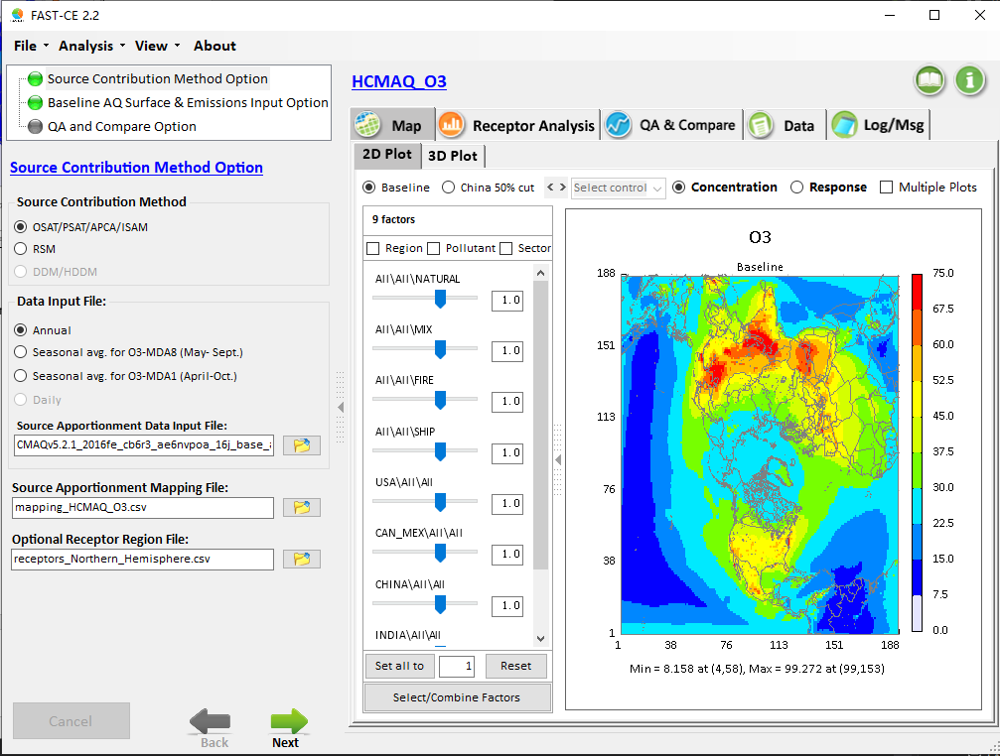 FAST-CE 2.2
File Analysis View About
Source Contribution Method Option
Baseline AQ Surface & Emissions Input Option
QA and Compare Option
Source Contribution Method Option
Source Contribution Method
OSAT/PSAT/APCA/ISAM
RSM
DDM/HDDM
Data Input File:
Annual
Seasonal avg. for O3-MDA8 (May- Sept.)
Seasonal avg. for O3-MDA1 (April-Oct.)
Daily
Source Apportionment Data Input File:
CMAQv5.2.1_2016fe_cb6r3_ae6nvpoa_16j_base_
Source Apportionment Mapping File:
mapping_HCMAQ_O3.csv
Optional Receptor Region File:
receptors_Northern_Hemisphere.csv
Cancel
Back
Next
HCMAQ_O3
Map Receptor Analysis QA & Compare Data Log/Msg
2D Plot 3D Plot
Baseline China 50% cut < > Select control Concentration Response Multiple Plots
9 factors
Region Pollutant Sector
All\All\NATURAL
1.0
All\All\MIX
1.0
All\All\FIRE
1.0
All\All\SHIP
1.0
USA\All\All
1.0
CAN_MEX\All\All
1.0
CHINA\All\All
1.0
INDIA\All\All
Set all to 1 Reset
Select/Combine Factors
O3
Baseline
188
151
113
76
38
1
1 38 76 113 151 188
75.0
67.5
60.0
52.5
45.0
37.5
30.0
22.5
15.0
7.5
0.0
Min = 8.158 at (4,58), Max = 99.272 at (99,153)